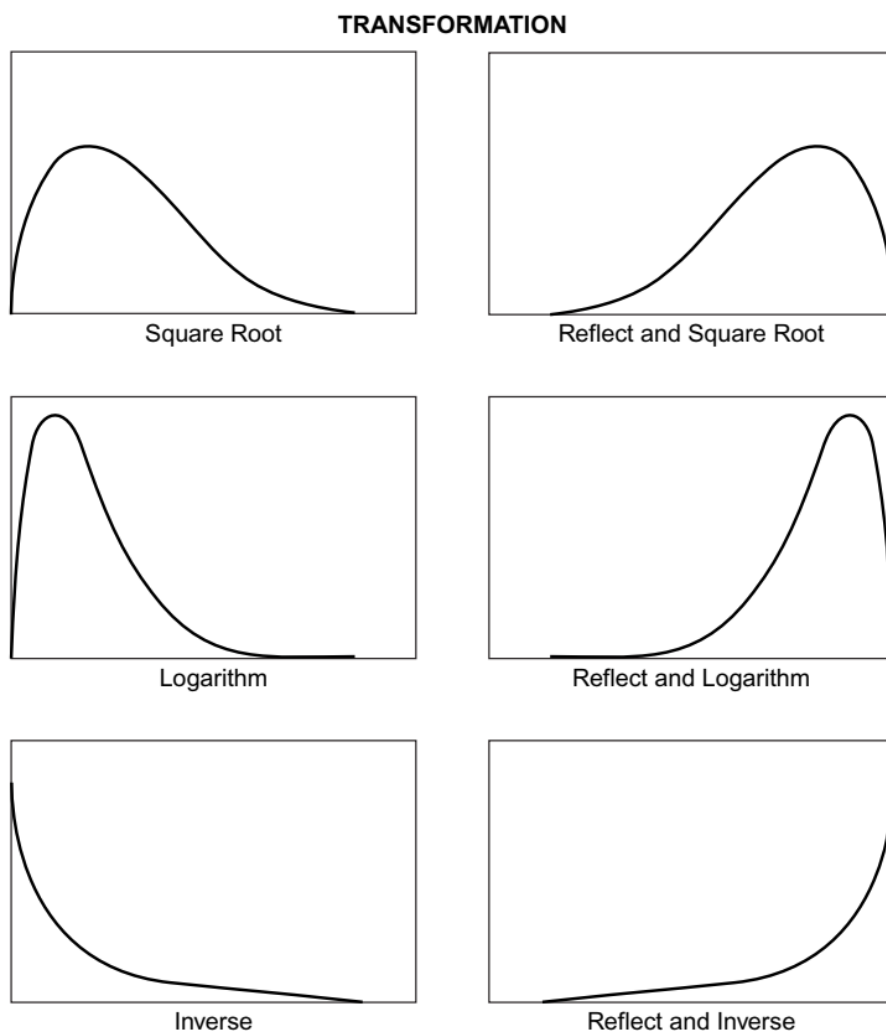 TRANSFORMATION
Square Root
Reflect and Square Root
Logarithm
Reflect and Logarithm
Inverse
Reflect and Inverse